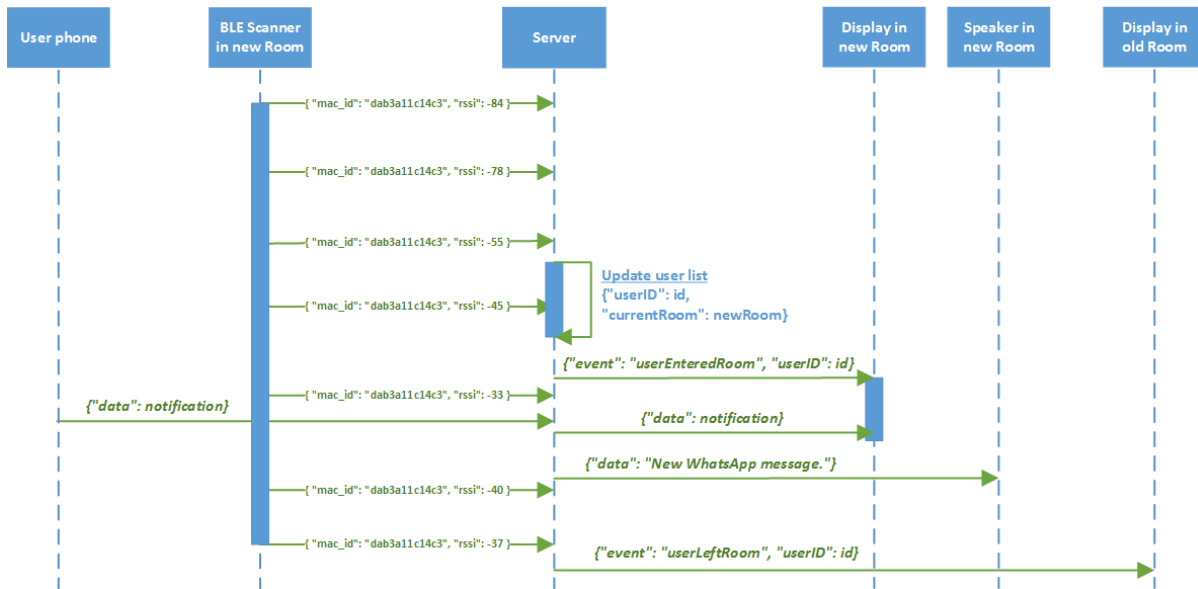 User phone
BLE Scanner
in new Room
Server
Display in
new Room
Speaker in
new Room
Display in
old Room
{ "mac_id": "dab3a11c14c3", "rssi": -84 }
{ "mac_id": "dab3a11c14c3", "rssi": -78 }
{ "mac_id": "dab3a11c14c3", "rssi": -55 }
Update user list
{"userID": id,
"currentRoom": newRoom}
{ "mac_id": "dab3a11c14c3", "rssi": -45 }
{"event": "userEnteredRoom", "userID": id}
{ "mac_id": "dab3a11c14c3", "rssi": -33 }
{"data": notification}
{"data": notification}
{"data": "New WhatsApp message."}
{ "mac_id": "dab3a11c14c3", "rssi": -40 }
{ "mac_id": "dab3a11c14c3", "rssi": -37 }
{"event": "userLeftRoom", "userID": id}